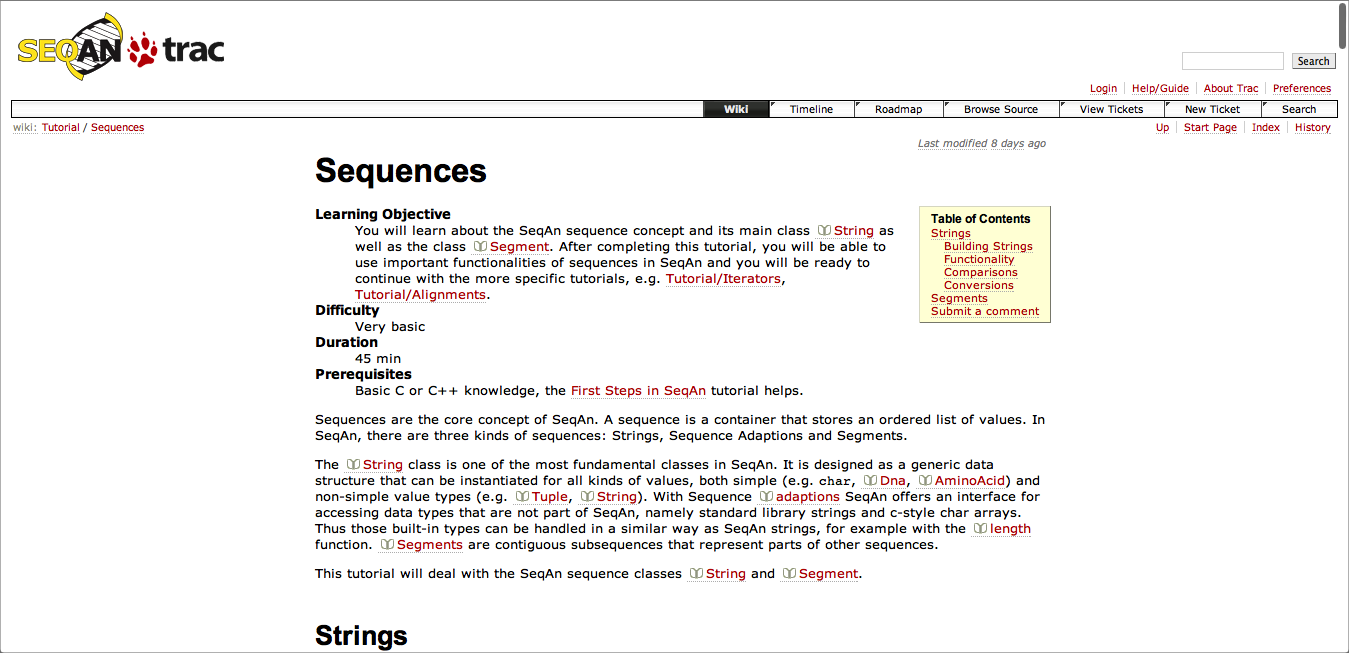 SEQAN trac
Search
Login Help/Guide About Trac Preferences
Wiki Timeline Roadmap Browse Source View Tickets New Ticket Search
wiki: Tutorial / Sequences
Up Start Page Index History
Last modified 8 days ago
Sequences
Learning Objective
You will learn about the SeqAn sequence concept and its main class String as
well as the class Segment. After completing this tutorial, you will be able to
use important functionalities of sequences in SeqAn and you will be ready to
continue with the more specific tutorials, e.g. Tutorial/Iterators,
Tutorial/Alignments.
Difficulty
Very basic
Duration
45 min
Prerequisites
Basic C or C++ knowledge, the First Steps in SeqAn tutorial helps.
Table of Contents
Strings
Building Strings
Functionality
Comparisons
Conversions
Segments
Submit a comment
Sequences are the core concept of SeqAn. A sequence is a container that stores an ordered list of values. In
SeqAn, there are three kinds of sequences: Strings, Sequence Adaptions and Segments.
The String class is one of the most fundamental classes in SeqAn. It is designed as a generic data
structure that can be instantiated for all kinds of values, both simple (e.g. char, Dna, AminoAcid) and
non-simple value types (e.g. Tuple, String). With Sequence adaptions SeqAn offers an interface for
accessing data types that are not part of SeqAn, namely standard library strings and c-style char arrays.
Thus those built-in types can be handled in a similar way as SeqAn strings, for example with the length
function. Segments are contiguous subsequences that represent parts of other sequences.
This tutorial will deal with the SeqAn sequence classes String and Segment.
Strings